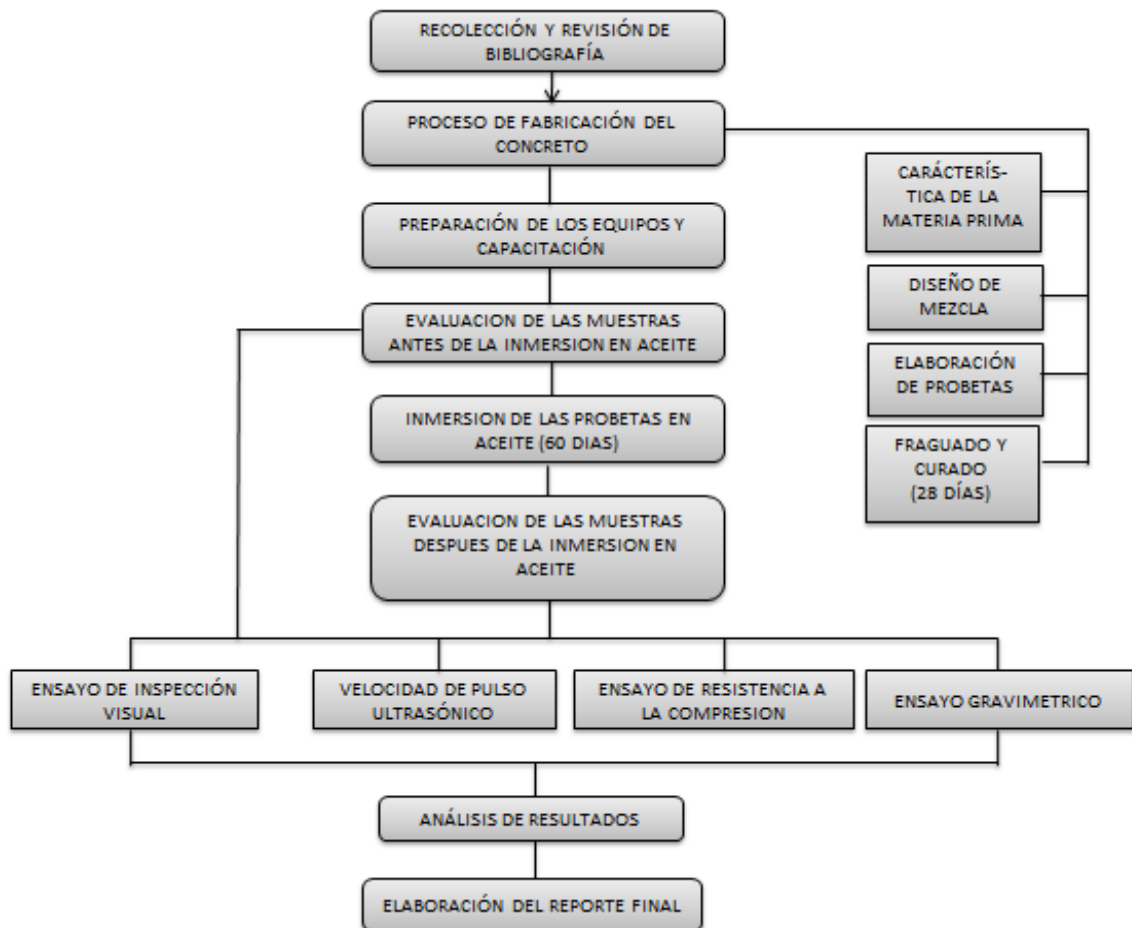 RECOLECCIÓN Y REVISIÓN DE
BIBLIOGRAFÍA
PROCESO DE FABRICACIÓN DEL
CONCRETO
CARÁCTERÍS-
TICA DE LA
MATERIA PRIMA
PREPARACIÓN DE LOS EQUIPOS Y
CAPACITACIÓN
DISEÑO DE
MEZCLA
EVALUACION DE LAS MUESTRAS
ANTES DE LA INMERSION EN ACEITE
ELABORACIÓN
DE PROBETAS
INMERSION DE LAS PROBETAS EN
ACEITE (60 DIAS)
FRAGUADO Y
CURADO
(28 DÍAS)
EVALUACION DE LAS MUESTRAS
DESPUES DE LA INMERSION EN
ACEITE
ENSAYO DE INSPECCIÓN
VISUAL
VELOCIDAD DE PULSO
ULTRASÓNICO
ENSAYO DE RESISTENCIA A
LA COMPRESION
ENSAYO GRAVIMETRICO
ANÁLISIS DE RESULTADOS
ELABORACIÓN DEL REPORTE FINAL